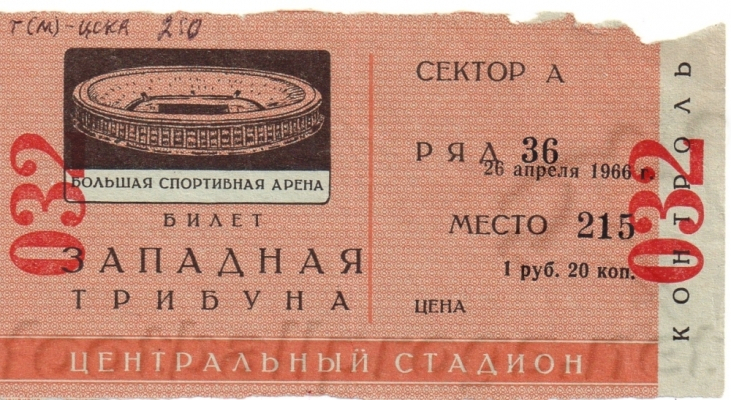 Т(М)-ЦСКА 2:0
БОЛЬШАЯ СПОРТИВНАЯ АРЕНА
БИЛЕТ
ЗАПАДНАЯ
ТРИБУНА
032
СЕКТОР А
РЯД 36
26 апреля 1966 г.
МЕСТО 215
1 руб. 20 коп.
ЦЕНА
032
КОНТРОЛЬ
ЦЕНТРАЛЬНЫЙ СТАДИОН